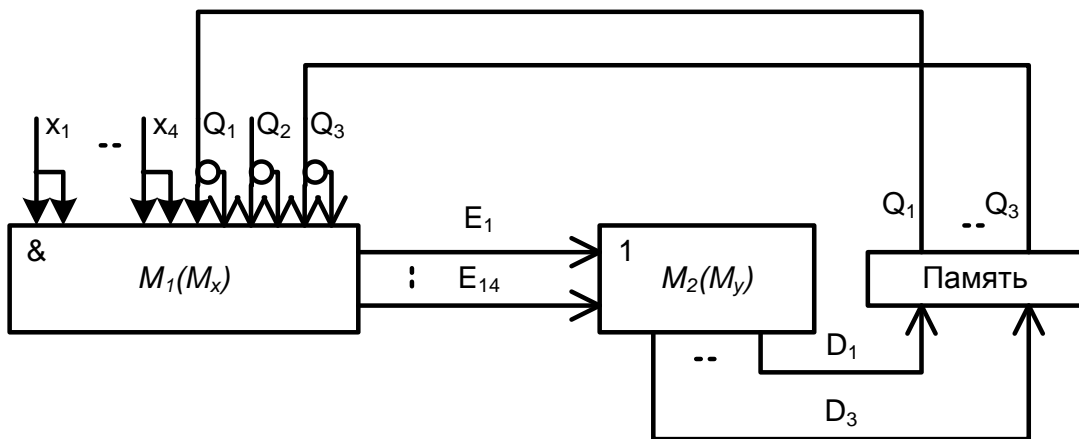 x1 -- x4 Q1 Q2 Q3
Q1 -- Q3
&
M1(Mx)
E1
E14
1
M2(My)
Память
--
D1
D3